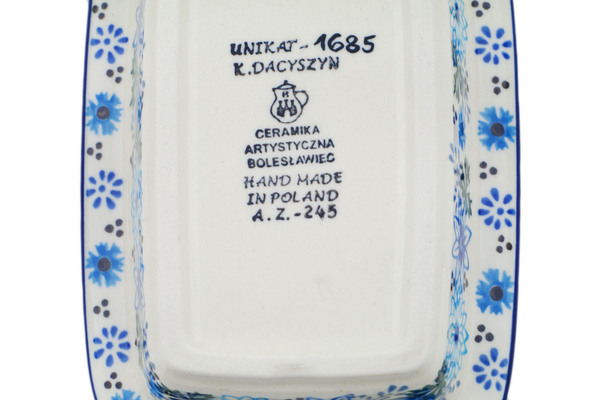 UNIKAT-1685
K.DACYSZYN
CERAMIKA
ARTYSTYCZNA
BOLESŁAWIEC
HAND MADE
IN POLAND
A.Z.-245